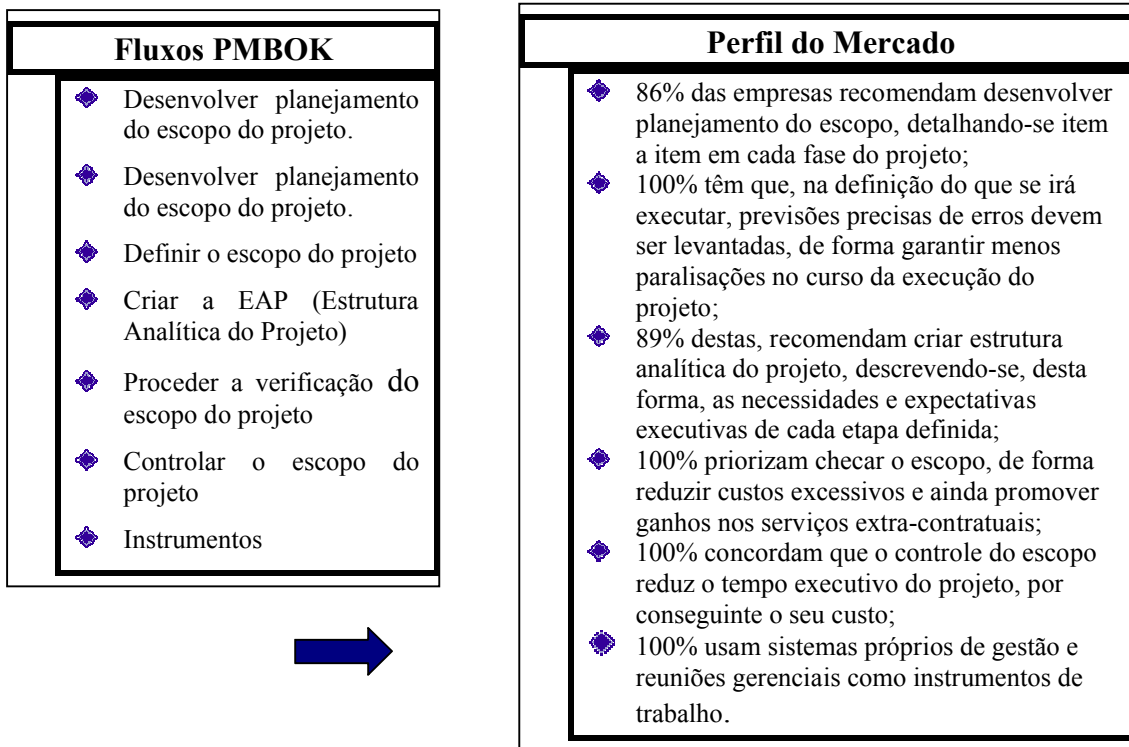 Fluxos PMBOK
Desenvolver planejamento
do escopo do projeto.
Desenvolver planejamento
do escopo do projeto.
Definir o escopo do projeto
Criar a EAP (Estrutura
Analítica do Projeto)
Proceder a verificação do
escopo do projeto
Controlar o escopo do
projeto
Instrumentos
Perfil do Mercado
86% das empresas recomendam desenvolver
planejamento do escopo, detalhando-se item
a item em cada fase do projeto;
100% têm que, na definição do que se irá
executar, previsões precisas de erros devem
ser levantadas, de forma garantir menos
paralisações no curso da execução do
projeto;
89% destas, recomendam criar estrutura
analítica do projeto, descrevendo-se, desta
forma, as necessidades e expectativas
executivas de cada etapa definida;
100% priorizam checar o escopo, de forma
reduzir custos excessivos e ainda promover
ganhos nos serviços extra-contratuais;
100% concordam que o controle do escopo
reduz o tempo executivo do projeto, por
conseguinte o seu custo;
100% usam sistemas próprios de gestão e
reuniões gerenciais como instrumentos de
trabalho.